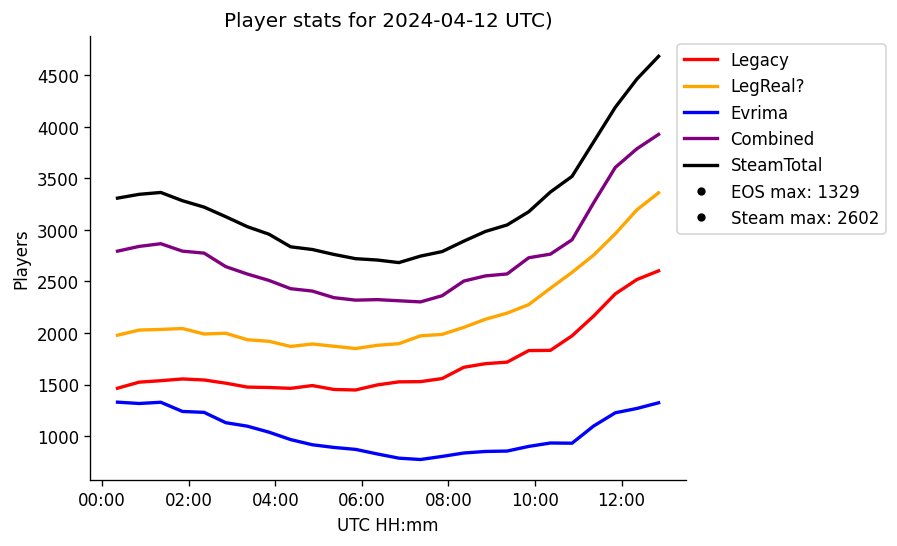 Player stats for 2024-04-12 UTC)
Legacy
LegReal?
Evrima
Combined
SteamTotal
EOS max: 1329
Steam max: 2602
Players
4500
4000
3500
3000
2500
2000
1500
1000
00:00 02:00 04:00 06:00 08:00 10:00 12:00
UTC HH:mm